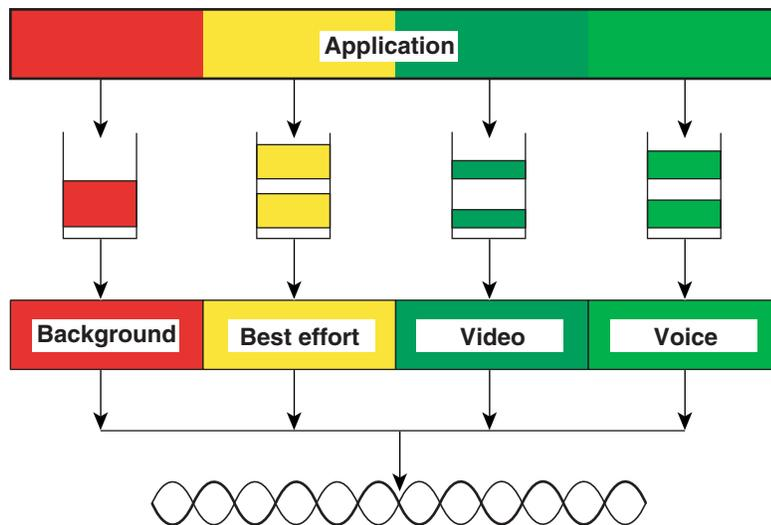 Application
Background
Best effort
Video
Voice